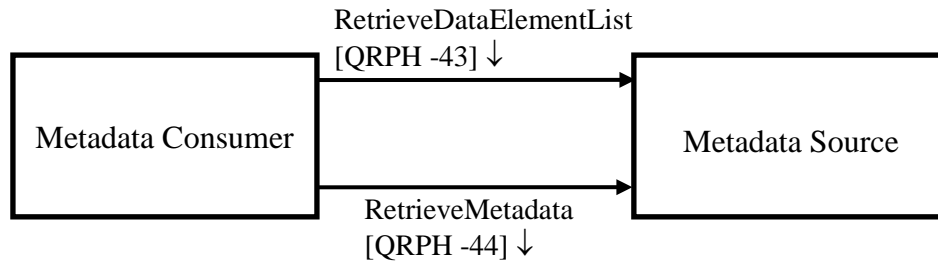 RetrieveDataElementList
[QRPH -43] ↓
Metadata Consumer
Metadata Source
RetrieveMetadata
[QRPH -44] ↓